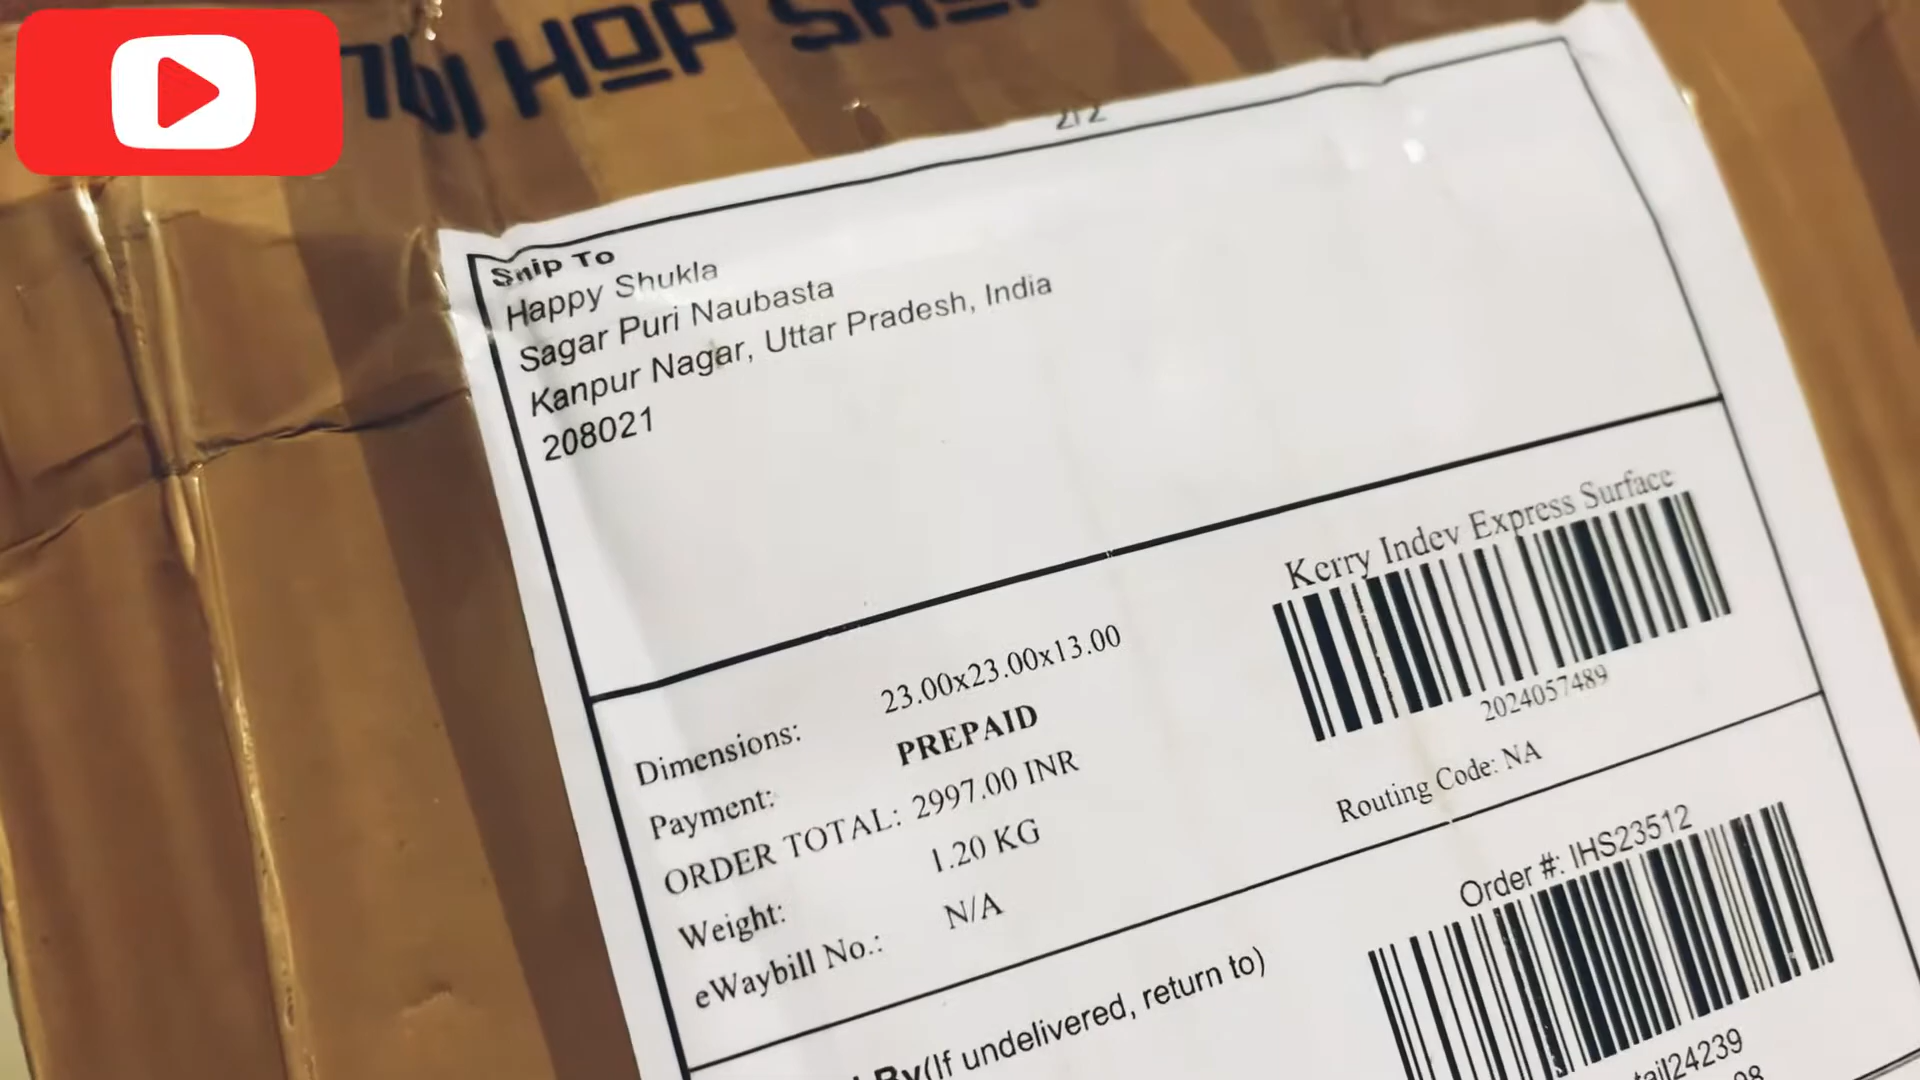 HOP
Ship To
Happy Shukla
Sagar Puri Naubasta
Kanpur Nagar, Uttar Pradesh, India
208021
Dimensions: 23.00x23.00x13.00
Payment: PREPAID
ORDER TOTAL: 2997.00 INR
Weight: 1.20 KG
eWaybill No.: N/A
Kerry Indev Express Surface
2024057489
Routing Code: NA
Order #: IHS23512
By(If undelivered, return to)